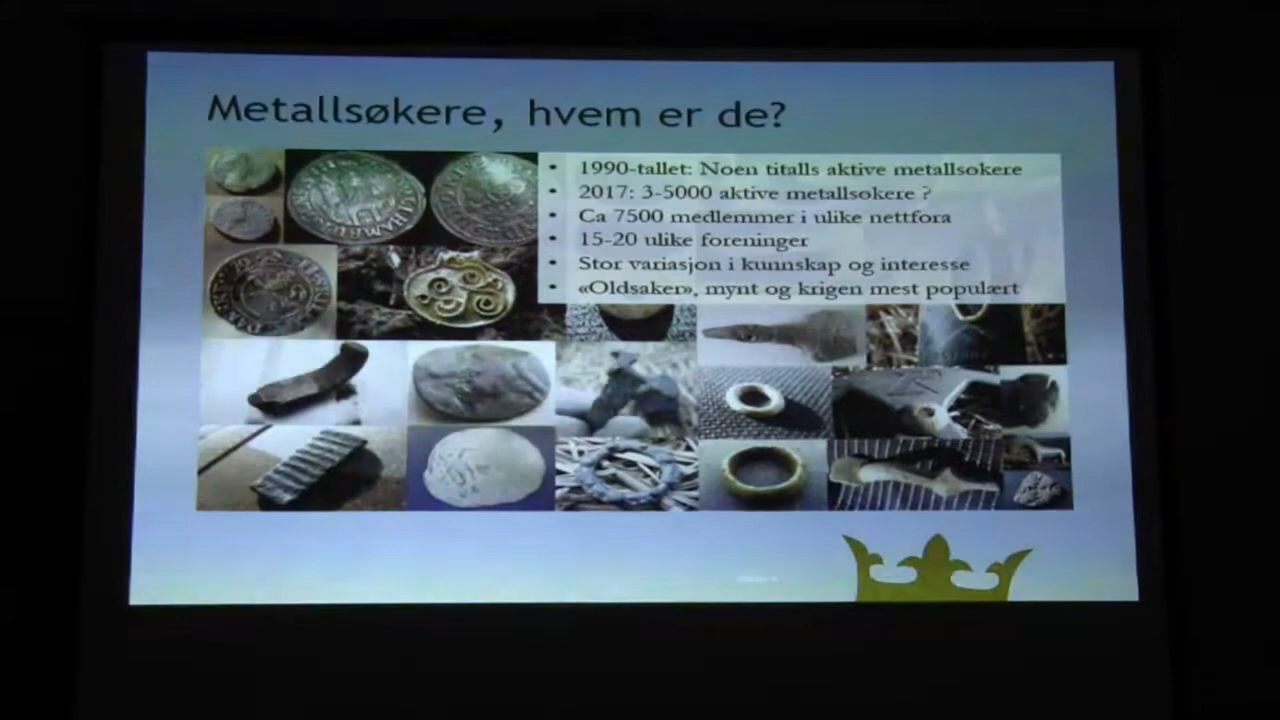 Metallsøkere, hvem er de?
• 1990-tallet: Noen titalls aktive metallsøkere
• 2017: 3-5000 aktive metallsøkere ?
• Ca 7500 medlemmer i ulike nettfora
• 15-20 ulike foreninger
• Stor variasjon i kunnskap og interesse
• «Oldsaker», mynt og krigen mest populært